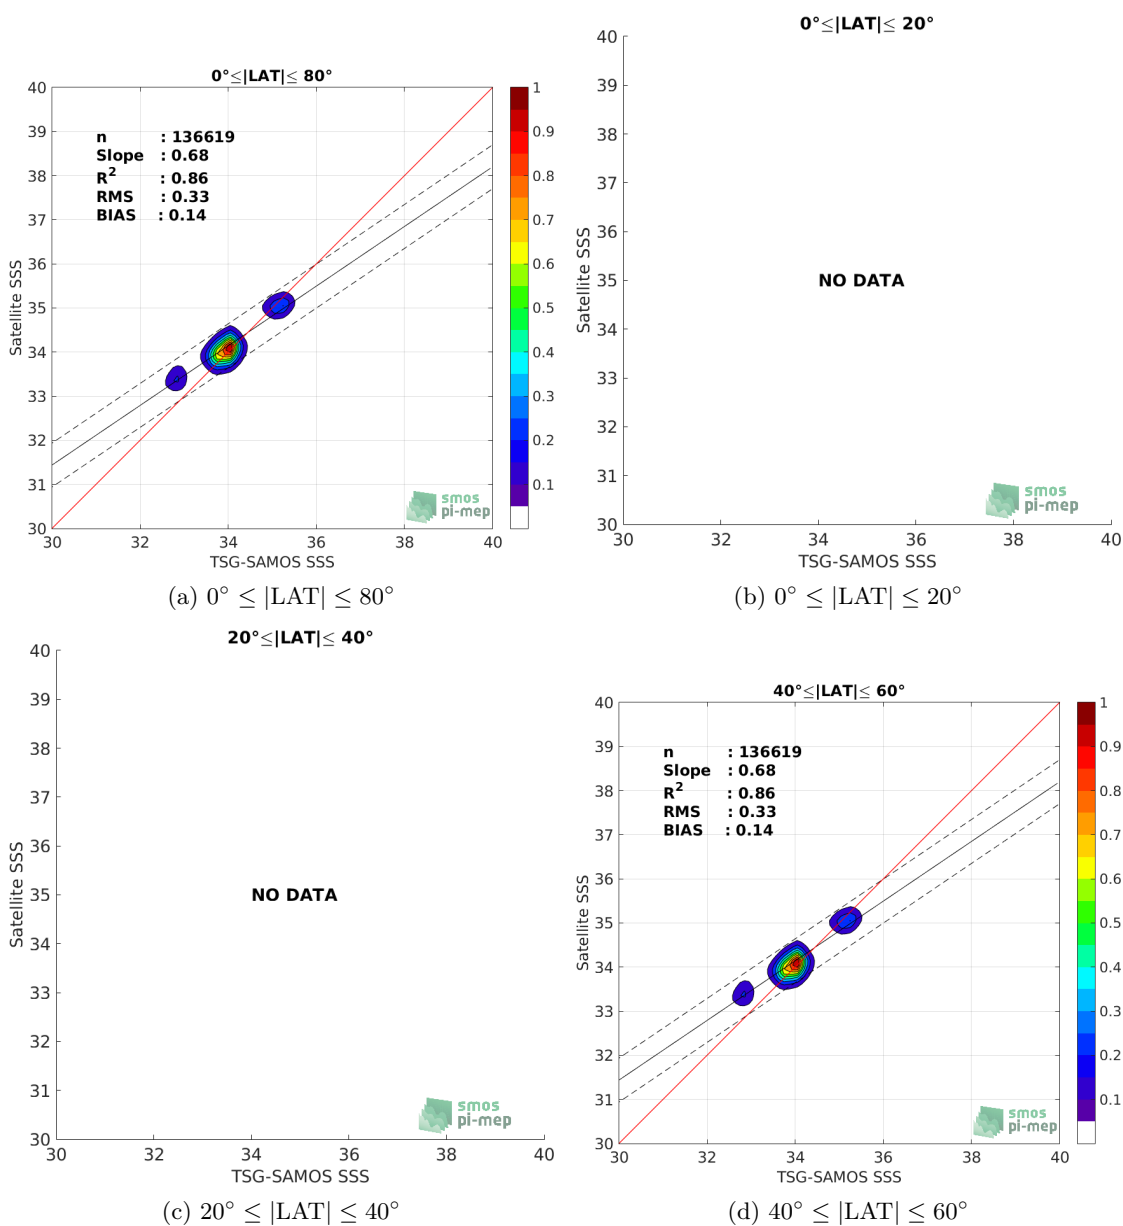 0°≤|LAT|≤ 80°
n : 136619
Slope : 0.68
R2 : 0.86
RMS : 0.33
BIAS : 0.14
40
39
38
37
36
35
34
33
32
31
30
Satellite SSS
30 32 34 36 38 40
TSG-SAMOS SSS
1
0.9
0.8
0.7
0.6
0.5
0.4
0.3
0.2
0.1
smos
pi-mep
(a) 0° ≤ |LAT| ≤ 80°
0°≤|LAT|≤ 20°
40
39
38
37
36
35
34
33
32
31
30
Satellite SSS
NO DATA
smos
pi-mep
30 32 34 36 38 40
TSG-SAMOS SSS
(b) 0° ≤ |LAT| ≤ 20°
20°≤|LAT|≤ 40°
40
39
38
37
36
35
34
33
32
31
30
Satellite SSS
NO DATA
smos
pi-mep
30 32 34 36 38 40
TSG-SAMOS SSS
(c) 20° ≤ |LAT| ≤ 40°
40°≤|LAT|≤ 60°
n : 136619
Slope : 0.68
R2 : 0.86
RMS : 0.33
BIAS : 0.14
40
39
38
37
36
35
34
33
32
31
30
Satellite SSS
30 32 34 36 38 40
TSG-SAMOS SSS
1
0.9
0.8
0.7
0.6
0.5
0.4
0.3
0.2
0.1
smos
pi-mep
(d) 40° ≤ |LAT| ≤ 60°